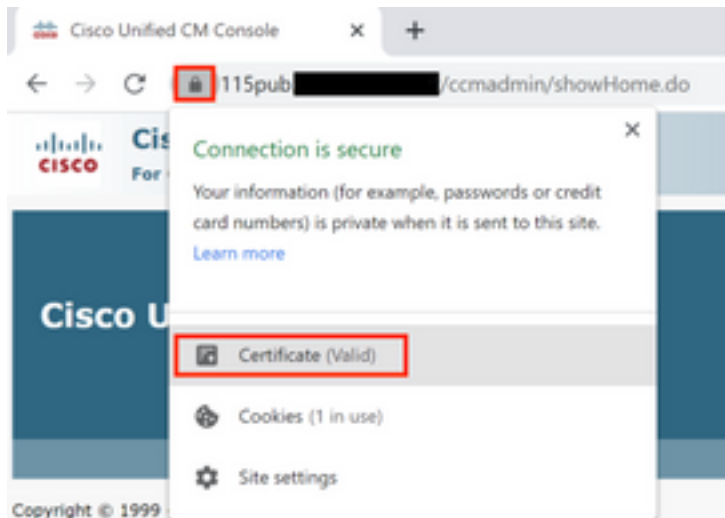 Cisco Unified CM Console
115pub /ccmadmin/showHome.do
CISCO
Cis
For
Connection is secure
Your information (for example, passwords or credit
card numbers) is private when it is sent to this site.
Learn more
Cisco U
Certificate (Valid)
Cookies (1 in use)
Site settings
Copyright © 1999